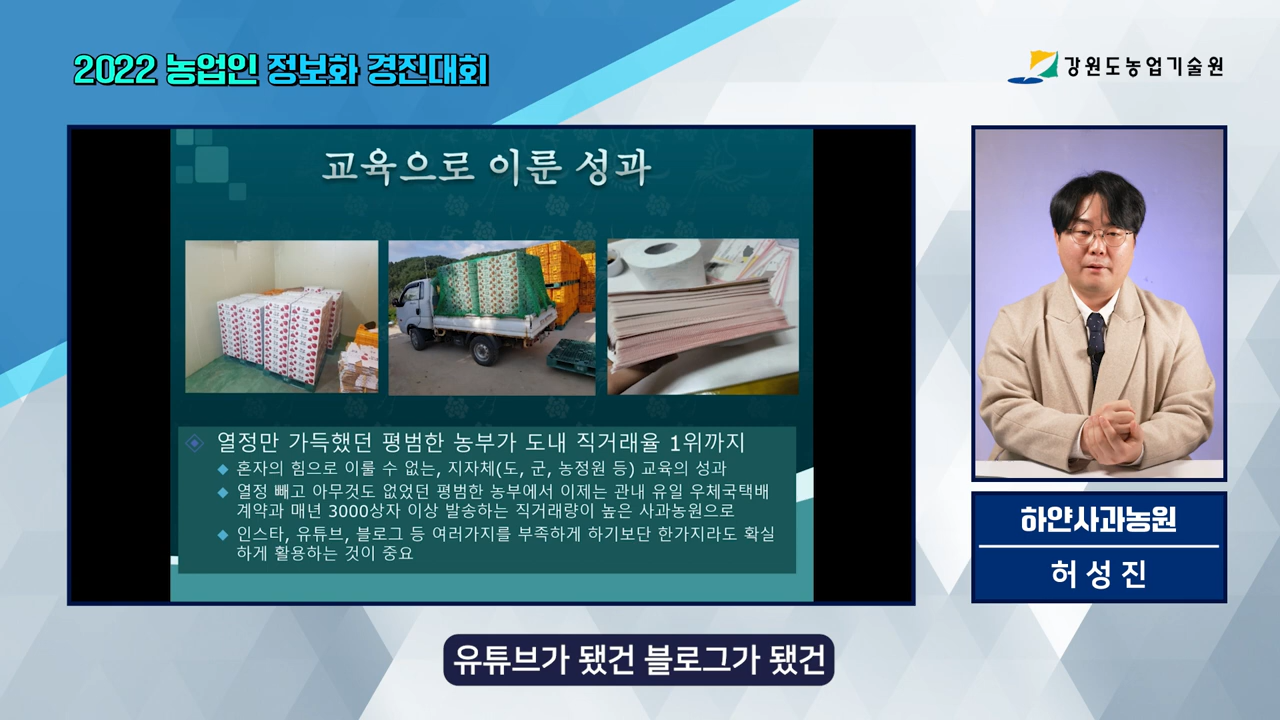 2022 농업인 정보화 경진대회
강원도농업기술원
교육으로 이룬 성과
열정만 가득했던 평범한 농부가 도내 직거래율 1위까지
혼자의 힘으로 이룰 수 없는, 지자체(도, 군, 농정원 등) 교육의 성과
열정 빼고 아무것도 없었던 평범한 농부에서 이제는 관내 유일 우체국택배
계약과 매년 3000상자 이상 발송하는 직거래량이 높은 사과농원으로
인스타, 유튜브, 블로그 등 여러가지를 부족하게 하기보단 한가지라도 확실
하게 활용하는 것이 중요
하얀사과농원
허성진
유튜브가 됐건 블로그가 됐건